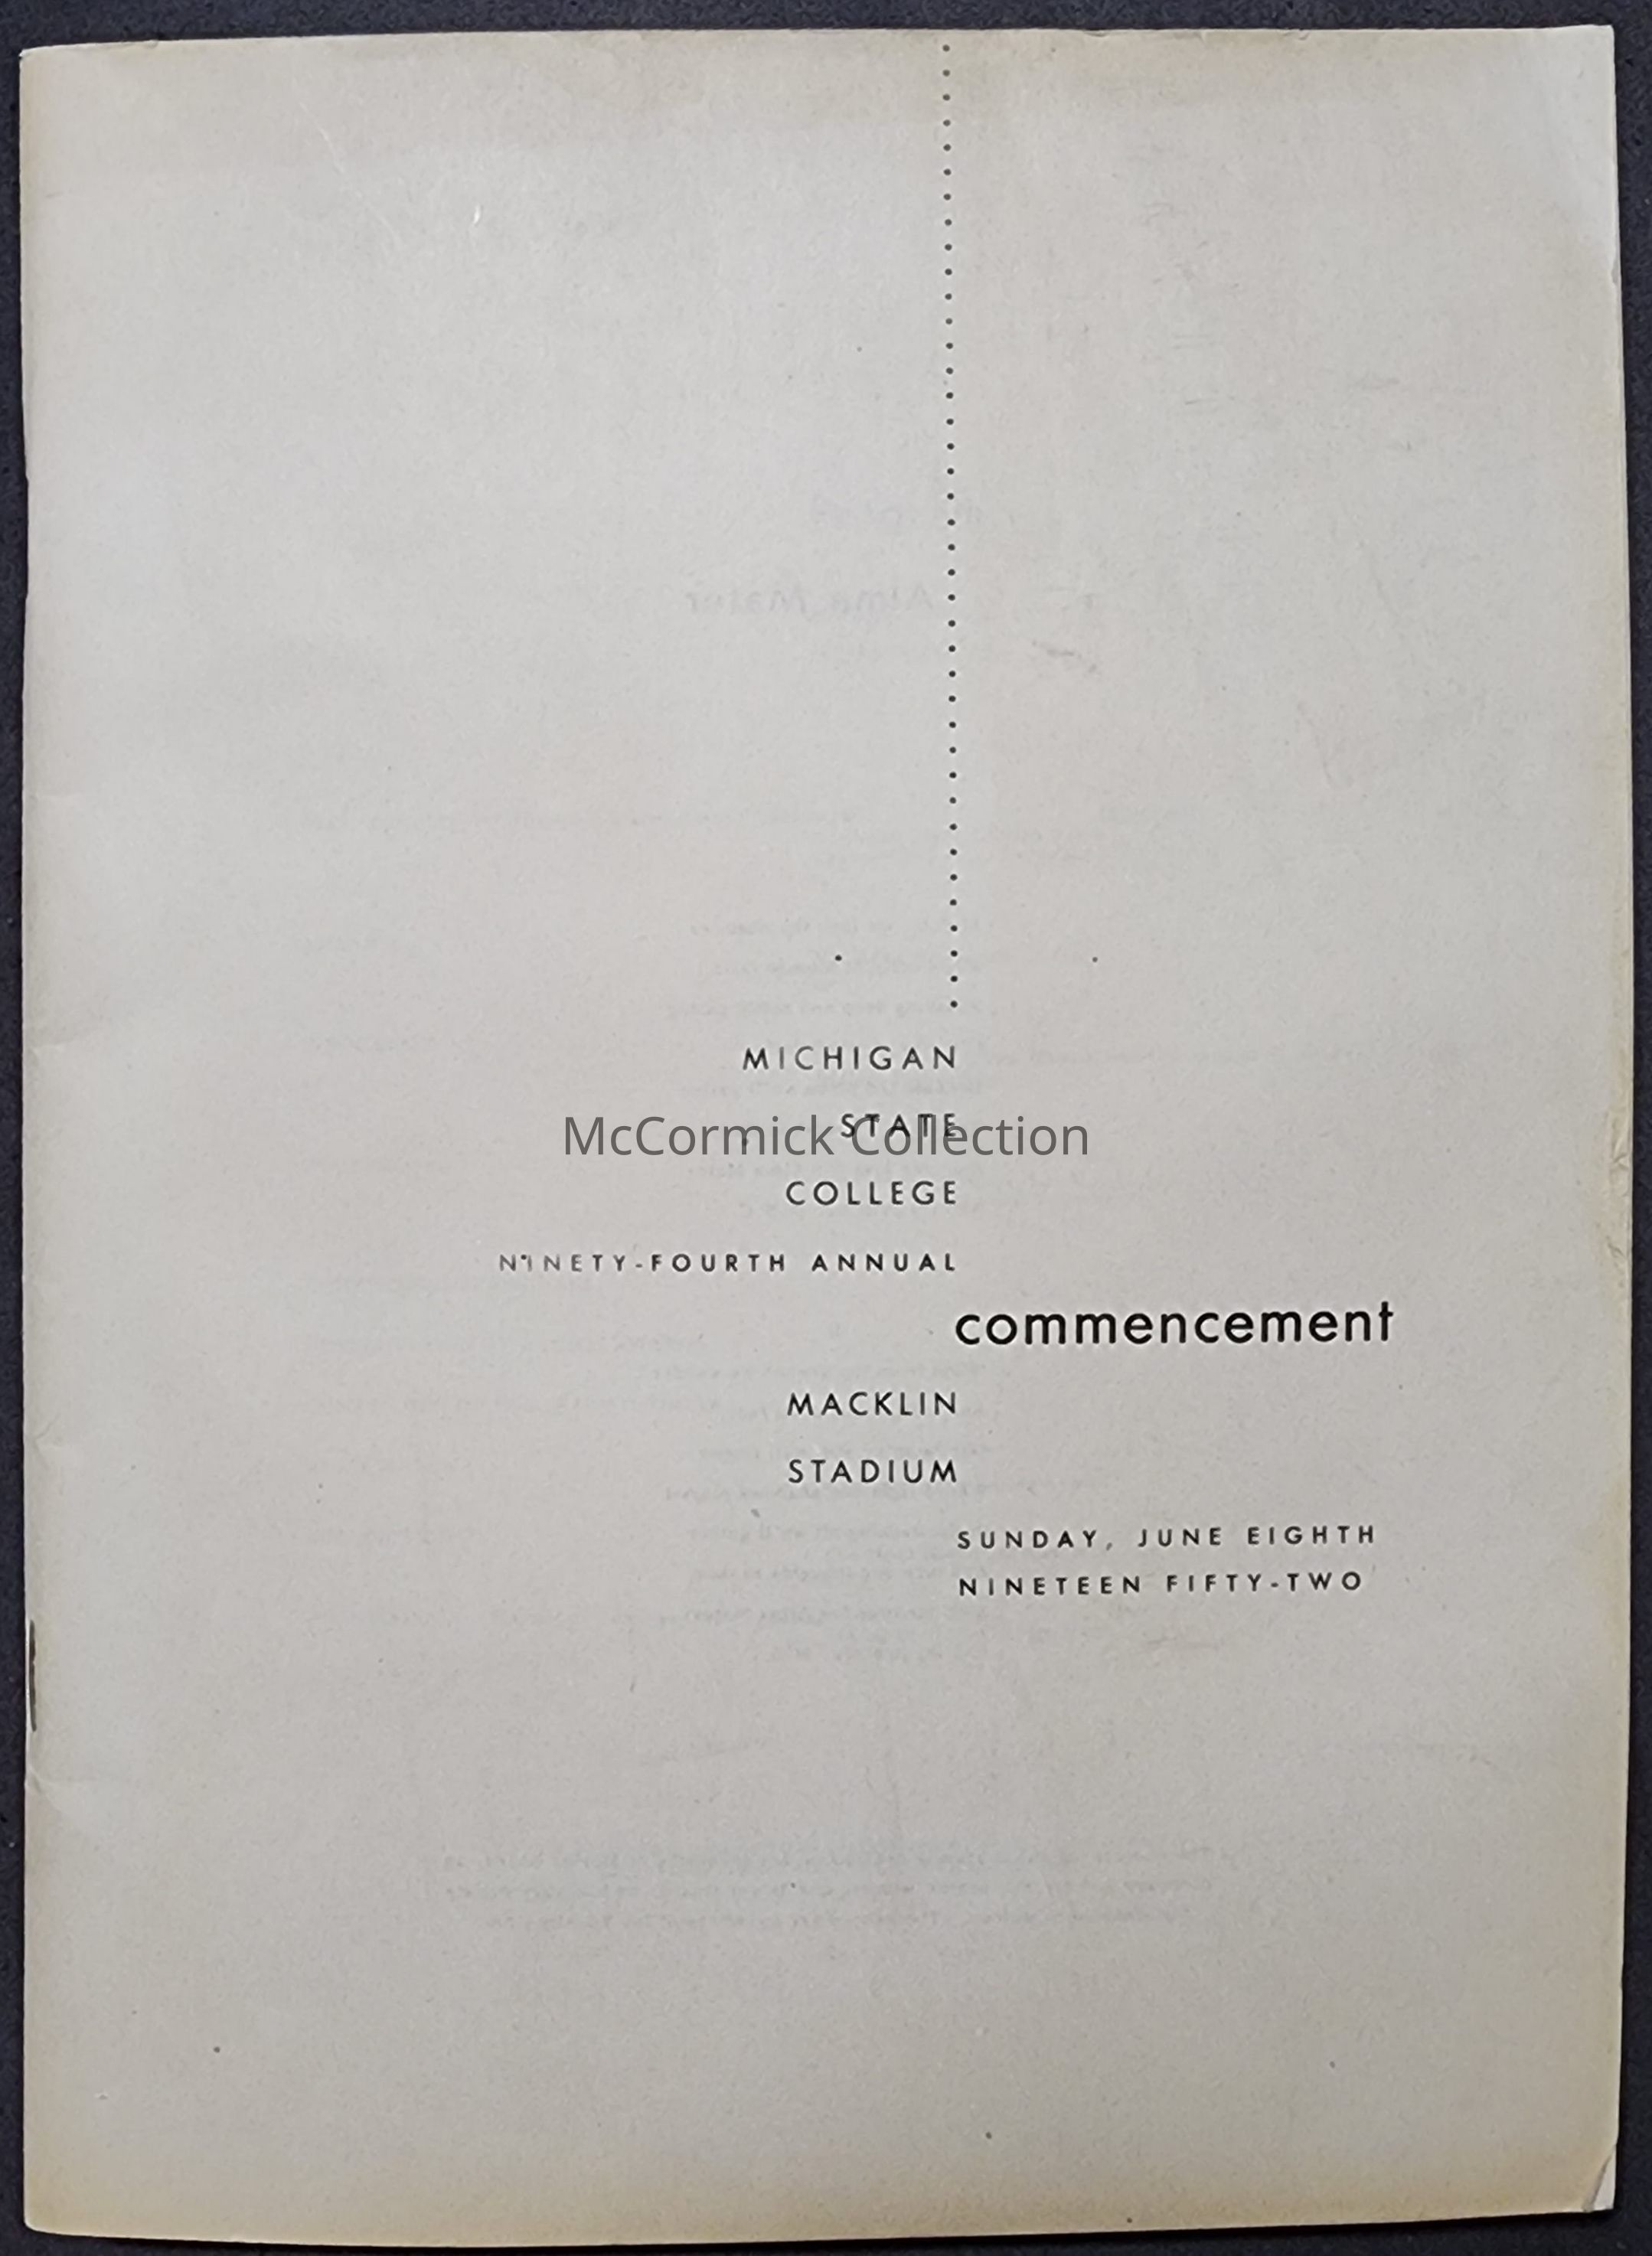 MICHIGAN
STATE
McCormick Collection
COLLEGE
NINETY-FOURTH ANNUAL
commencement
MACKLIN
STADIUM
SUNDAY, JUNE EIGHTH
NINETEEN FIFTY-TWO